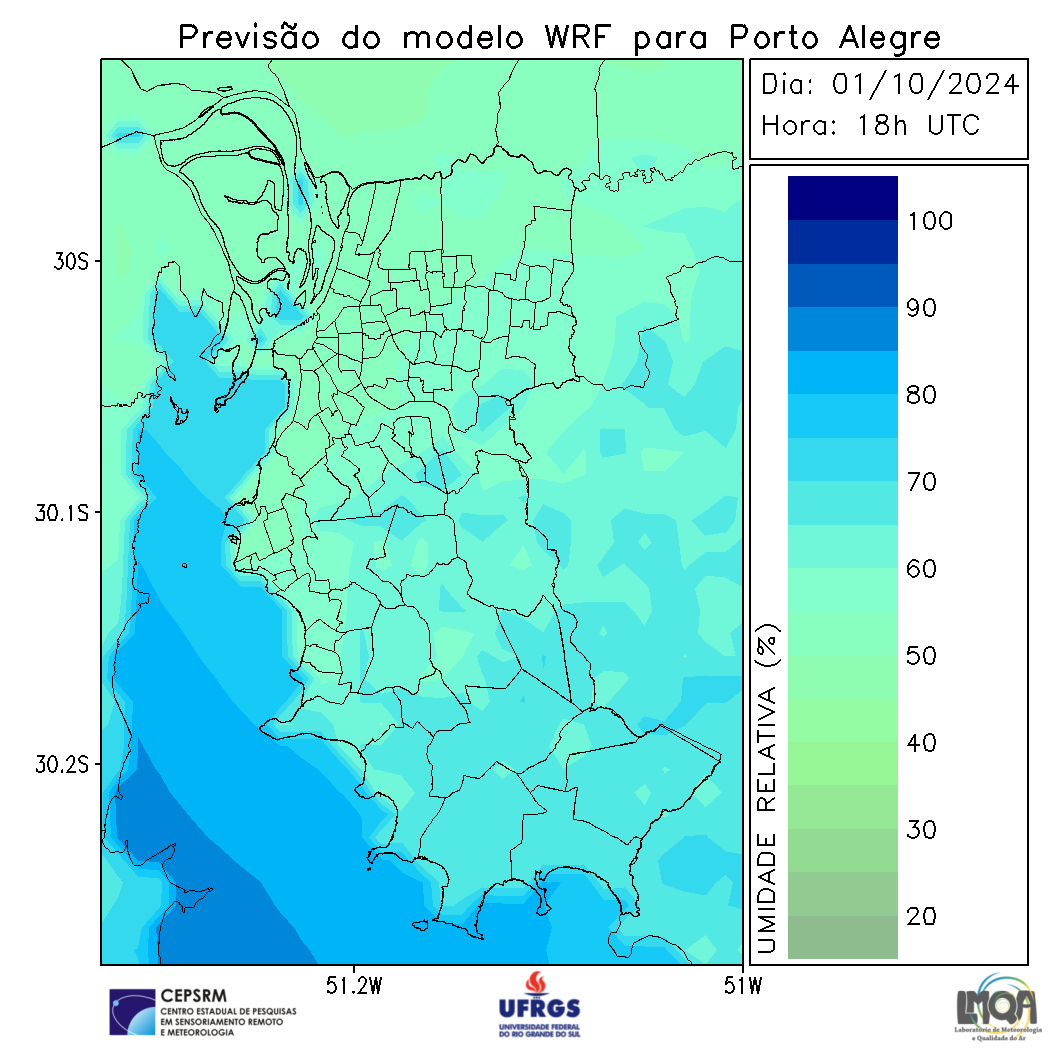 Previsão do modelo WRF para Porto Alegre
Dia: 01/10/2024
Hora: 18h UTC
100
90
80
70
60
50
40
30
20
UMIDADE RELATIVA (%)
30S
30.1S
30.2S
51.2W
51W
CEPSRM
CENTRO ESTADUAL DE PESQUISAS
EM SENSORIAMENTO REMOTO
E METEOROLOGIA
UFRGS
UNIVERSIDADE FEDERAL
DO RIO GRANDE DO SUL
LMQA
Laboratório de Meteorologia
e Qualidade do Ar